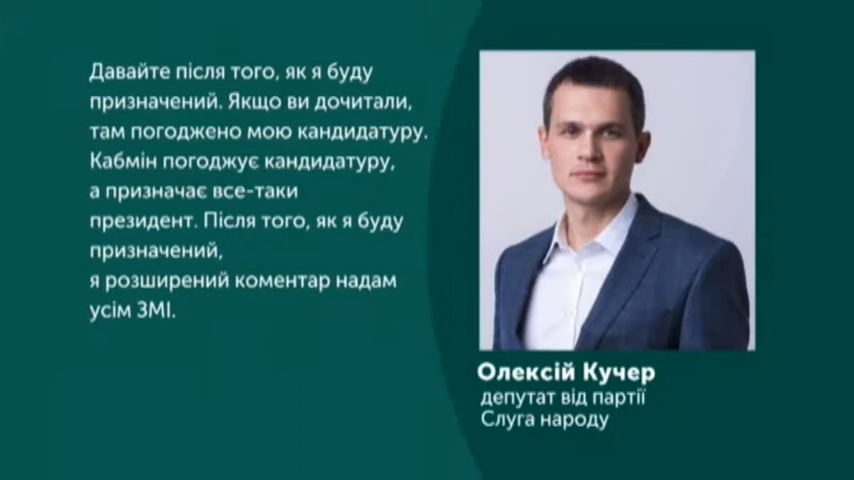 Давайте після того, як я буду
призначений. Якщо ви дочитали,
там погоджено мою кандидатуру.
Кабмін погоджує кандидатуру,
а призначає все-таки
президент. Після того, як я буду
призначений,
я розширений коментар надам
усім ЗМІ.
Олексій Кучер
депутат від партії
Слуга народу